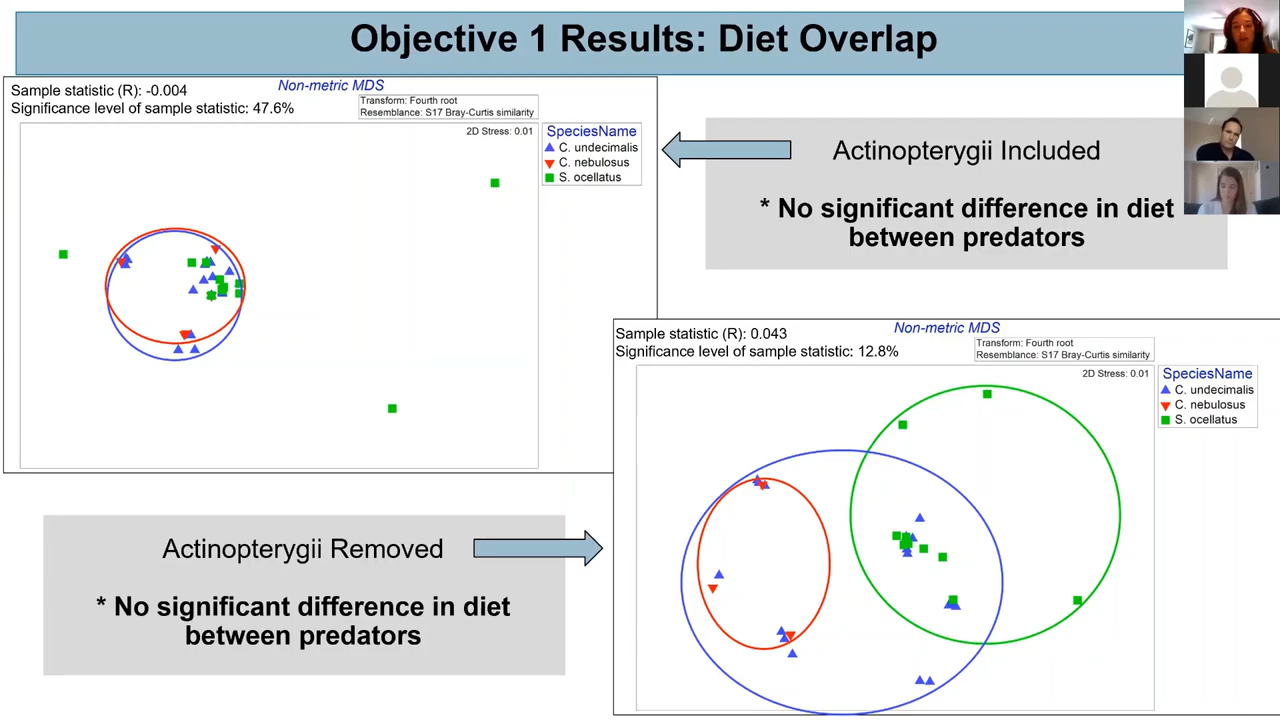 Objective 1 Results: Diet Overlap
Sample statistic (R): -0.004
Significance level of sample statistic: 47.6%
Non-metric MDS
Transform: Fourth root
Resemblance: S17 Bray-Curtis similarity
2D Stress: 0.01
SpeciesName
C. undecimalis
C. nebulosus
S. ocellatus
Actinopterygii Included
* No significant difference in diet
between predators
Sample statistic (R): 0.043
Significance level of sample statistic: 12.8%
Non-metric MDS
Transform: Fourth root
Resemblance: S17 Bray-Curtis similarity
2D Stress: 0.01
SpeciesName
C. undecimalis
C. nebulosus
S. ocellatus
Actinopterygii Removed
* No significant difference in diet
between predators